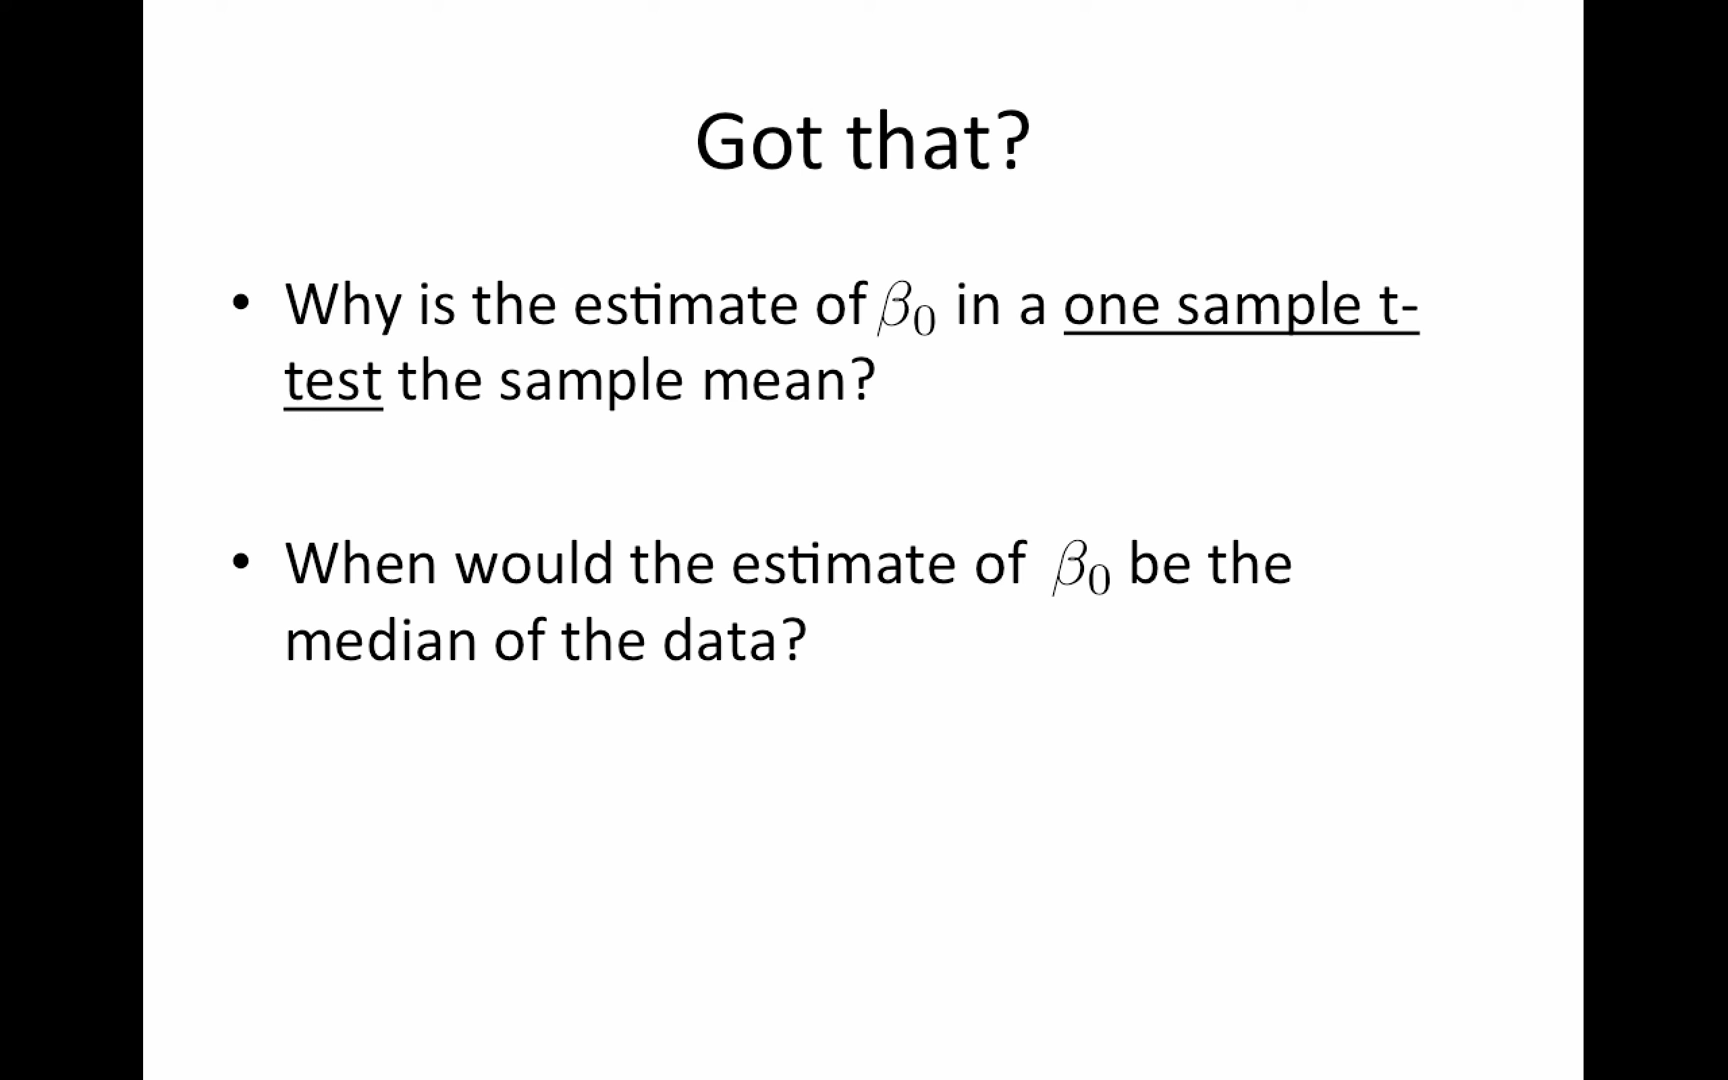 Got that?
• Why is the estimate of β₀ in a one sample t-
test the sample mean?
• When would the estimate of β₀ be the
median of the data?